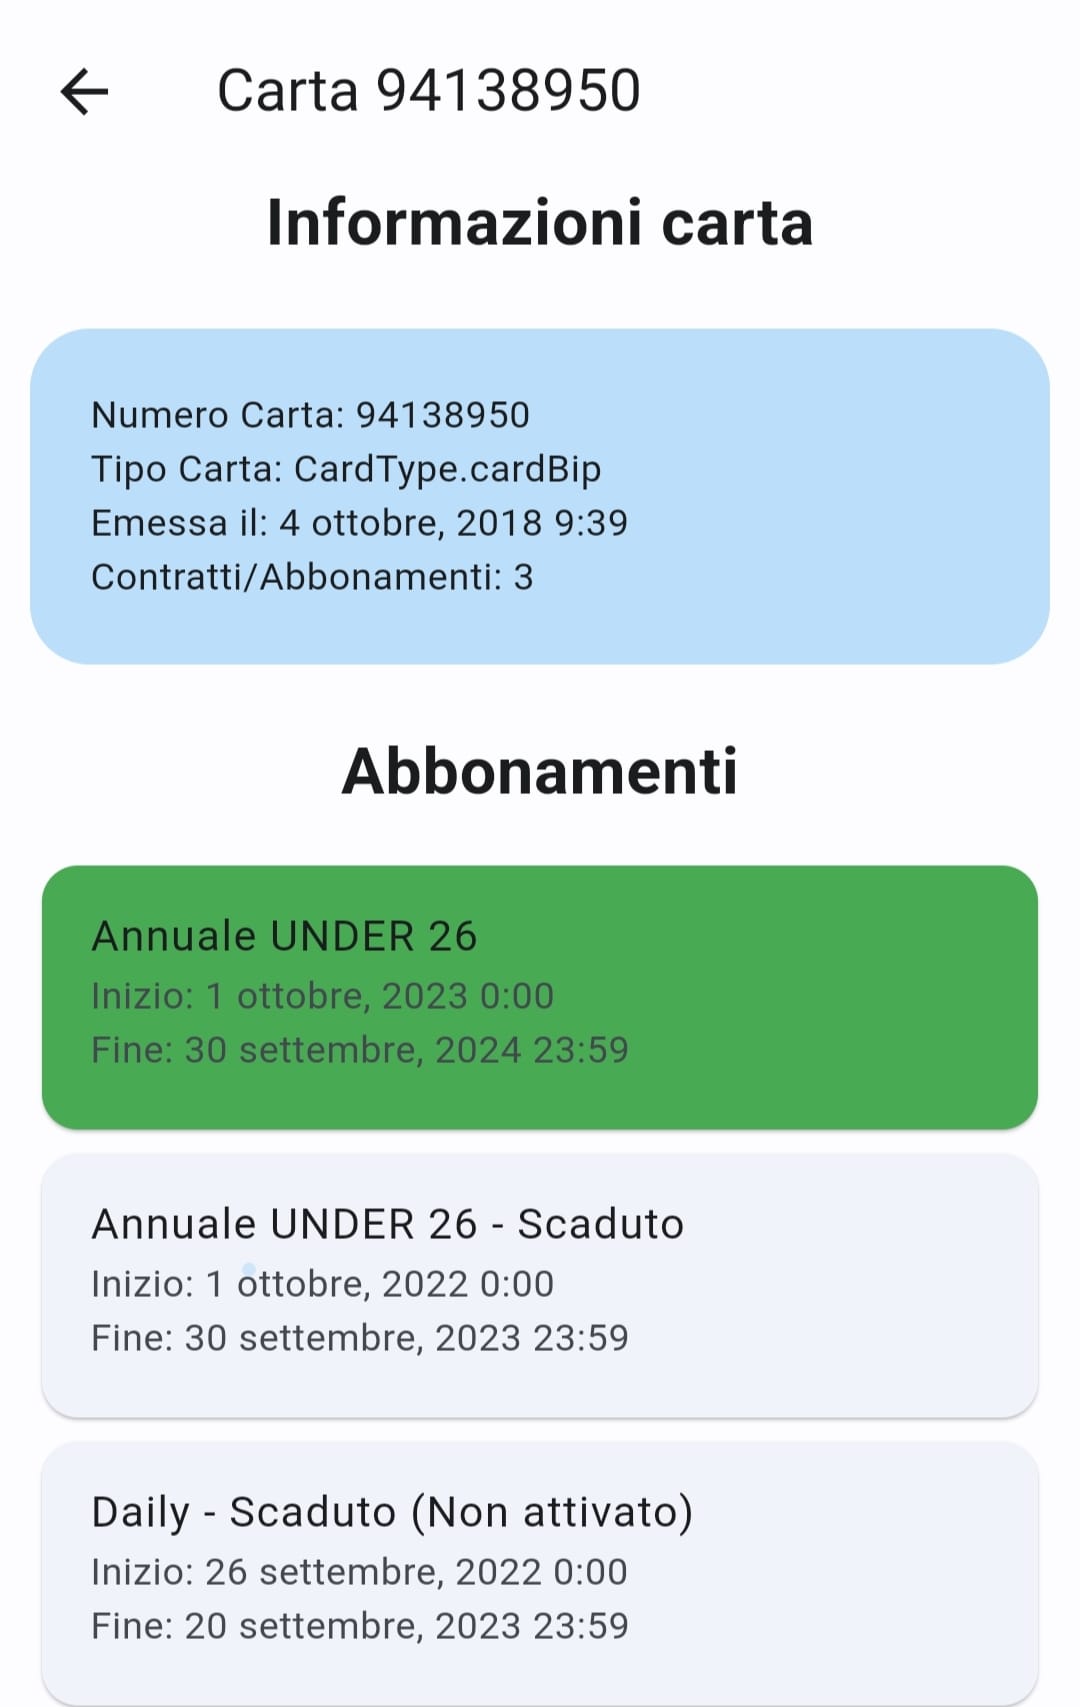 Carta 94138950
Informazioni carta
Numero Carta: 94138950
Tipo Carta: CardType.cardBip
Emessa il: 4 ottobre, 2018 9:39
Contratti/Abbonamenti: 3
Abbonamenti
Annuale UNDER 26
Inizio: 1 ottobre, 2023 0:00
Fine: 30 settembre, 2024 23:59
Annuale UNDER 26 - Scaduto
Inizio: 1 ottobre, 2022 0:00
Fine: 30 settembre, 2023 23:59
Daily - Scaduto (Non attivato)
Inizio: 26 settembre, 2022 0:00
Fine: 20 settembre, 2023 23:59